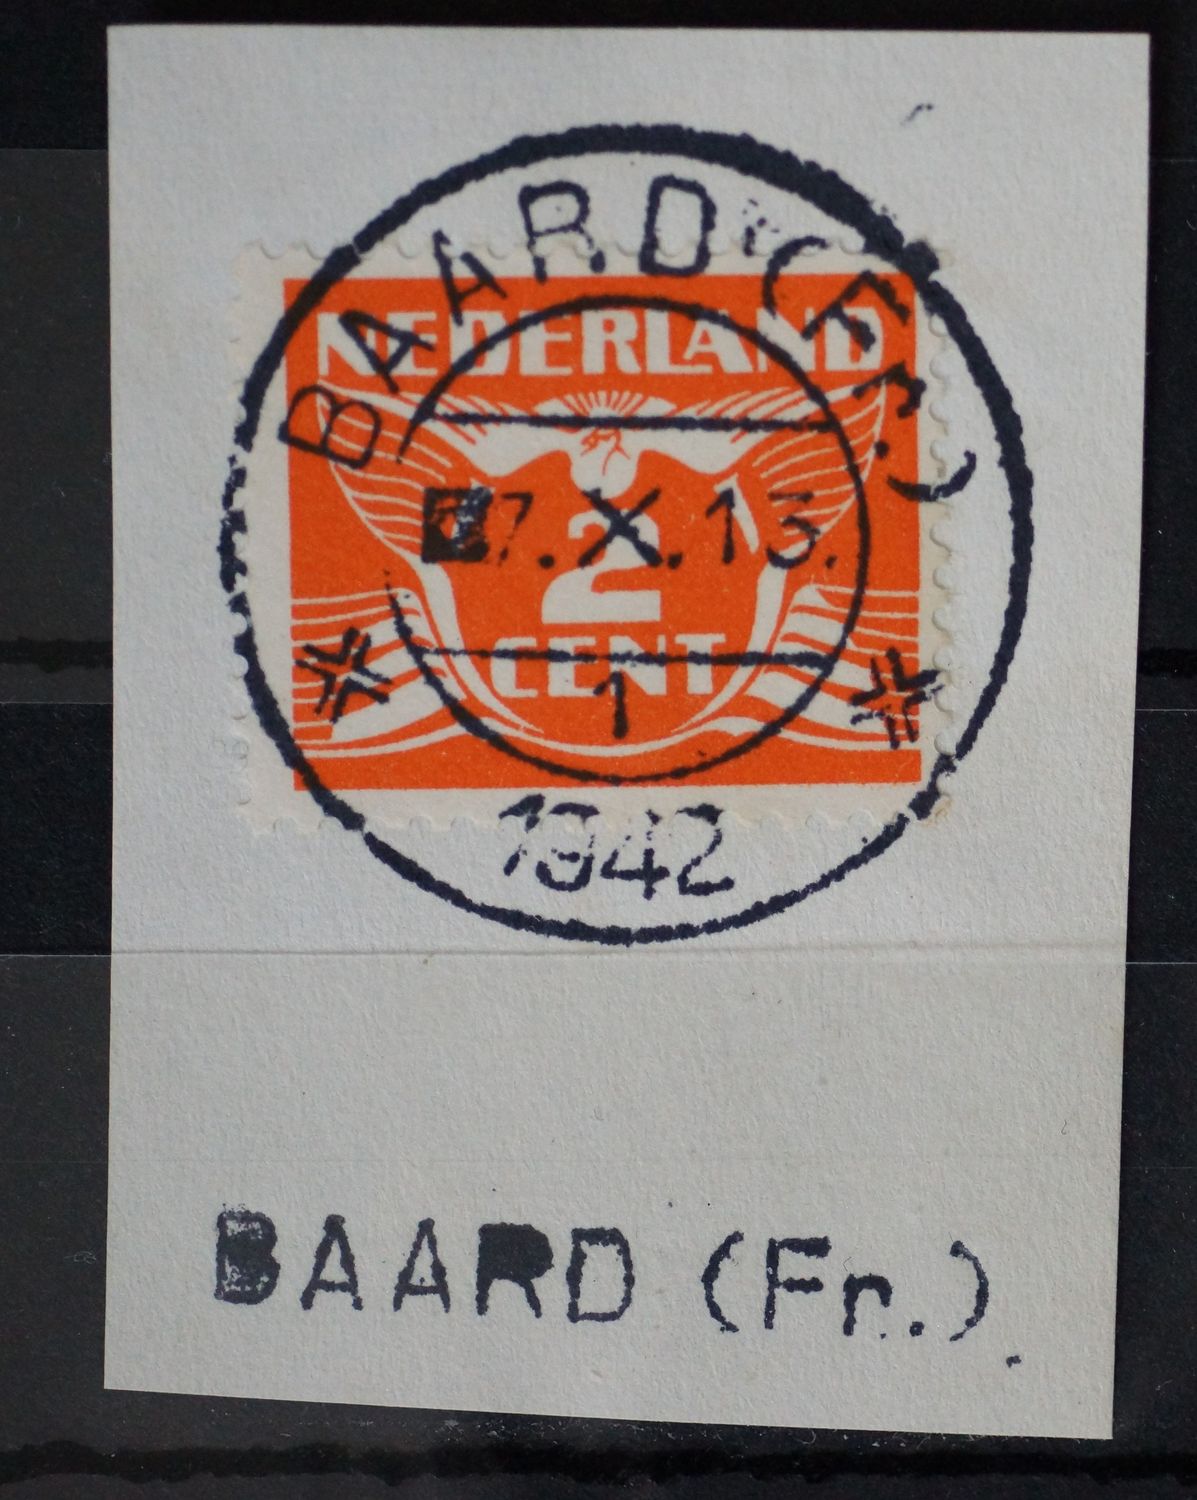 BAARD (Fr.)
NEDERLAND
7.X.13.
2
CENT
1
1942
BAARD (Fr.)